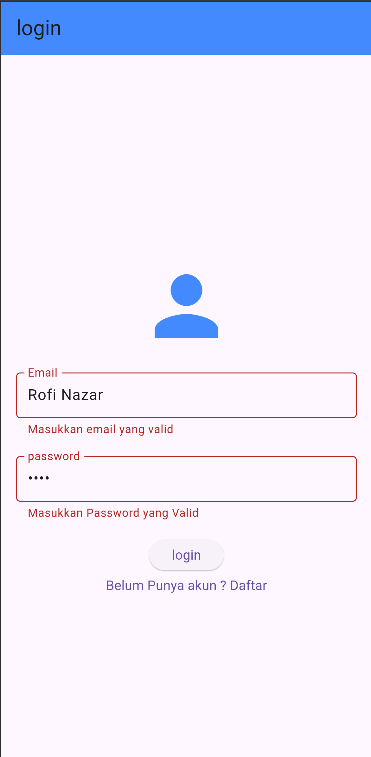 login
Email
Rofi Nazar
Masukkan email yang valid
password
••••
Masukkan Password yang Valid
login
Belum Punya akun ? Daftar